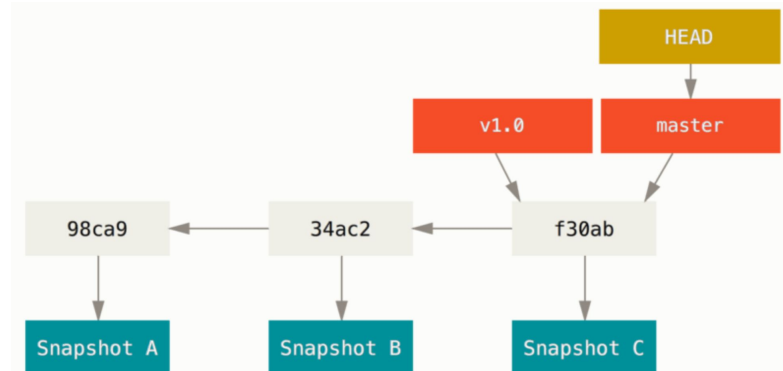 HEAD
v1.0
master
98ca9
34ac2
f30ab
Snapshot A
Snapshot B
Snapshot C